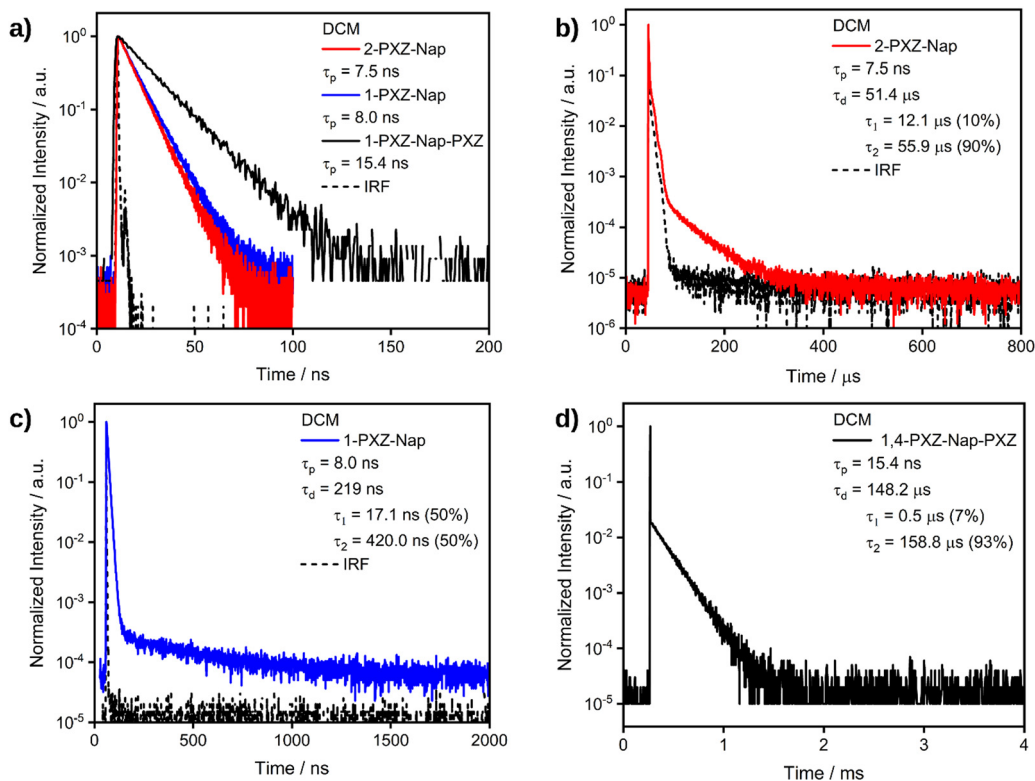 a)
DCM
2-PXZ-Nap
τp = 7.5 ns
1-PXZ-Nap
τp = 8.0 ns
1-PXZ-Nap-PXZ
τp = 15.4 ns
IRF
10⁰
10⁻¹
10⁻²
10⁻³
10⁻⁴
Normalized Intensity / a.u.
0 50 100 150 200
Time / ns
b)
DCM
2-PXZ-Nap
τp = 7.5 ns
τd = 51.4 μs
τ₁ = 12.1 μs (10%)
τ₂ = 55.9 μs (90%)
IRF
10⁰
10⁻¹
10⁻²
10⁻³
10⁻⁴
10⁻⁵
10⁻⁶
Normalized Intensity / a.u.
0 200 400 600 800
Time / μs
c)
DCM
1-PXZ-Nap
τp = 8.0 ns
τd = 219 ns
τ₁ = 17.1 ns (50%)
τ₂ = 420.0 ns (50%)
IRF
10⁰
10⁻¹
10⁻²
10⁻³
10⁻⁴
10⁻⁵
Normalized Intensity / a.u.
0 500 1000 1500 2000
Time / ns
d)
DCM
1,4-PXZ-Nap-PXZ
τp = 15.4 ns
τd = 148.2 μs
τ₁ = 0.5 μs (7%)
τ₂ = 158.8 μs (93%)
10⁰
10⁻¹
10⁻²
10⁻³
10⁻⁴
10⁻⁵
Normalized Intensity / a.u.
0 1 2 3 4
Time / ms